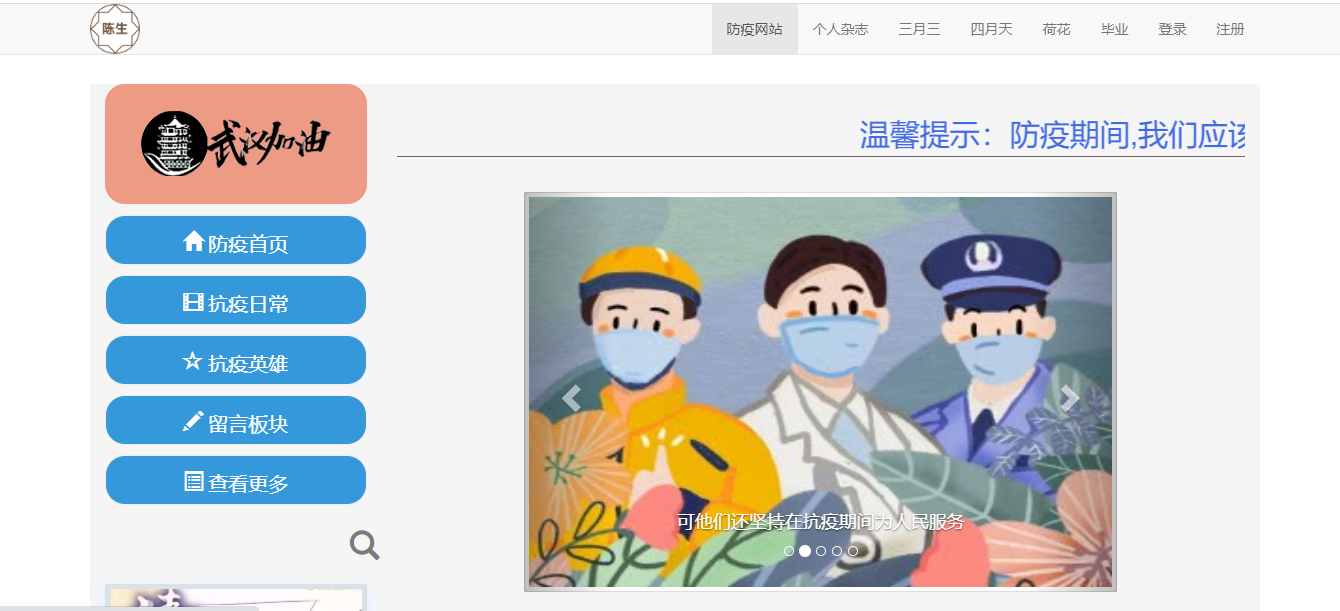 陈生
防疫网站
个人杂志
三月三
四月天
荷花
毕业
登录
注册
武汉加油
温馨提示：防疫期间,我们应该
防疫首页
抗疫日常
抗疫英雄
留言板块
查看更多
可他们还坚持在抗疫期间为人民服务